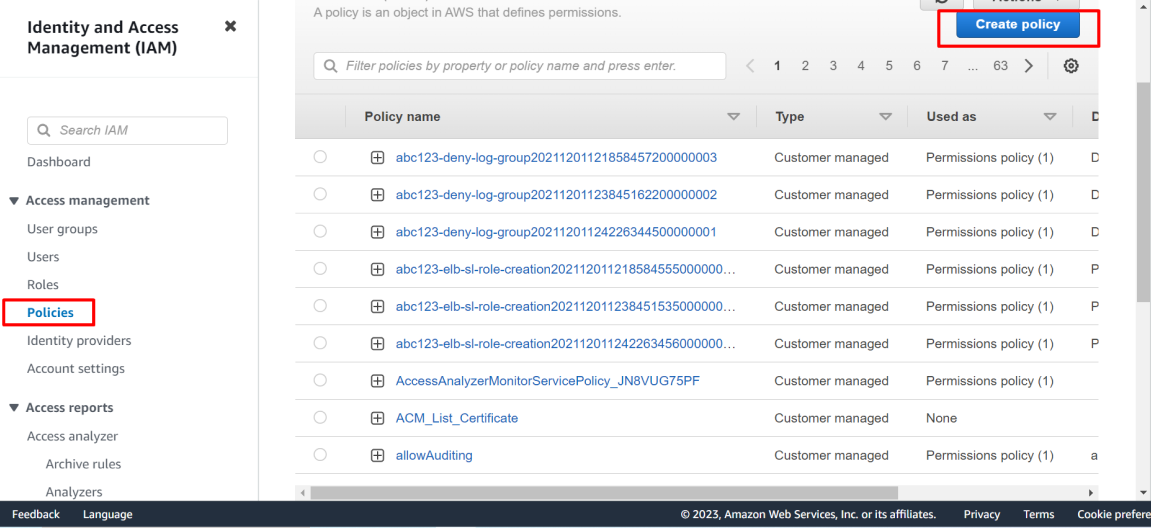 Identity and Access
Management (IAM)
Search IAM
Dashboard
Access management
User groups
Users
Roles
Policies
Identity providers
Account settings
Access reports
Access analyzer
Archive rules
Analyzers
A policy is an object in AWS that defines permissions.
Create policy
Filter policies by property or policy name and press enter.
1 2 3 4 5 6 7 ... 63
Policy name Type Used as D
abc123-deny-log-group20211201121858457200000003 Customer managed Permissions policy (1) D
abc123-deny-log-group20211201123845162200000002 Customer managed Permissions policy (1) D
abc123-deny-log-group20211201124226344500000001 Customer managed Permissions policy (1) D
abc123-elb-sl-role-creation202112011218584555000000... Customer managed Permissions policy (1) P
abc123-elb-sl-role-creation202112011238451535000000... Customer managed Permissions policy (1) P
abc123-elb-sl-role-creation202112011242263456000000... Customer managed Permissions policy (1) P
AccessAnalyzerMonitorServicePolicy_JN8VUG75PF Customer managed Permissions policy (1)
ACM_List_Certificate Customer managed None
allowAuditing Customer managed Permissions policy (1) a
Feedback Language © 2023, Amazon Web Services, Inc. or its affiliates. Privacy Terms Cookie prefere